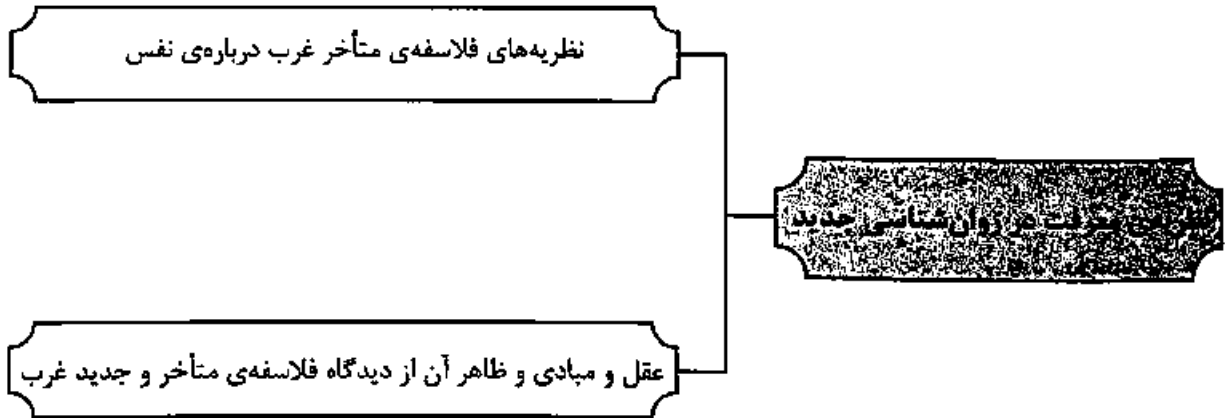 نظریه‌های فلاسفه‌ی متأخر غرب درباره‌ی نفس
معرفت در روان‌شناسی جدید
عقل و مبادی و ظاهر آن از دیدگاه فلاسفه‌ی متأخر و جدید غرب